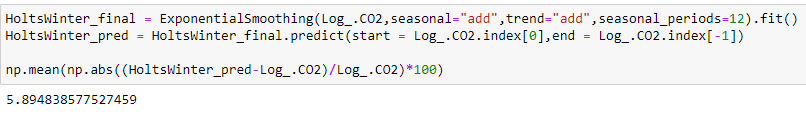 HoltsWinter_final = ExponentialSmoothing(Log_.CO2,seasonal="add",trend="add",seasonal_periods=12).fit()
HoltsWinter_pred = HoltsWinter_final.predict(start = Log_.CO2.index[0],end = Log_.CO2.index[-1])
np.mean(np.abs((HoltsWinter_pred-Log_.CO2)/Log_.CO2)*100)
5.894838577527459